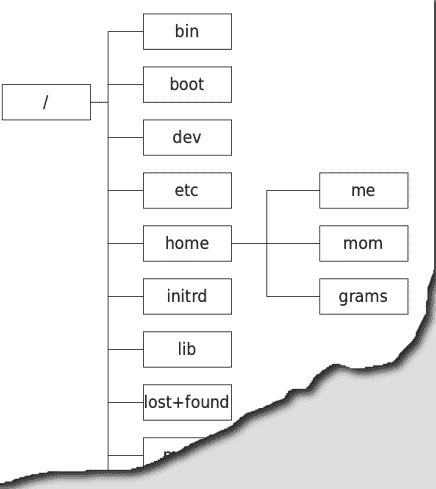 /
bin
boot
dev
etc
home
initrd
lib
lost+found
me
mom
grams